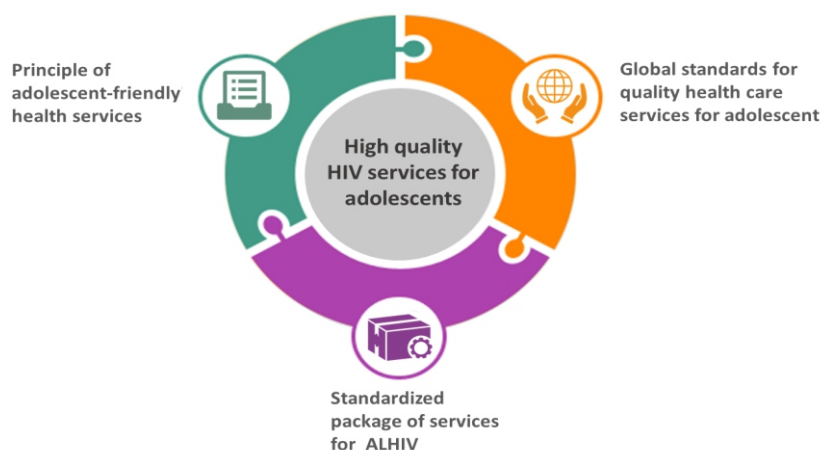 Principle of
adolescent-friendly
health services
Global standards for
quality health care
services for adolescent
High quality
HIV services for
adolescents
Standardized
package of services
for ALHIV